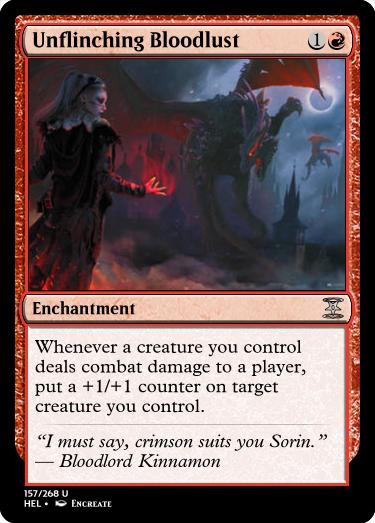 Unflinching Bloodlust 1
Enchantment
Whenever a creature you control
deals combat damage to a player,
put a +1/+1 counter on target
creature you control.
“I must say, crimson suits you Sorin.”
— Bloodlord Kinnamon
157/268 U
HEL • Encreate